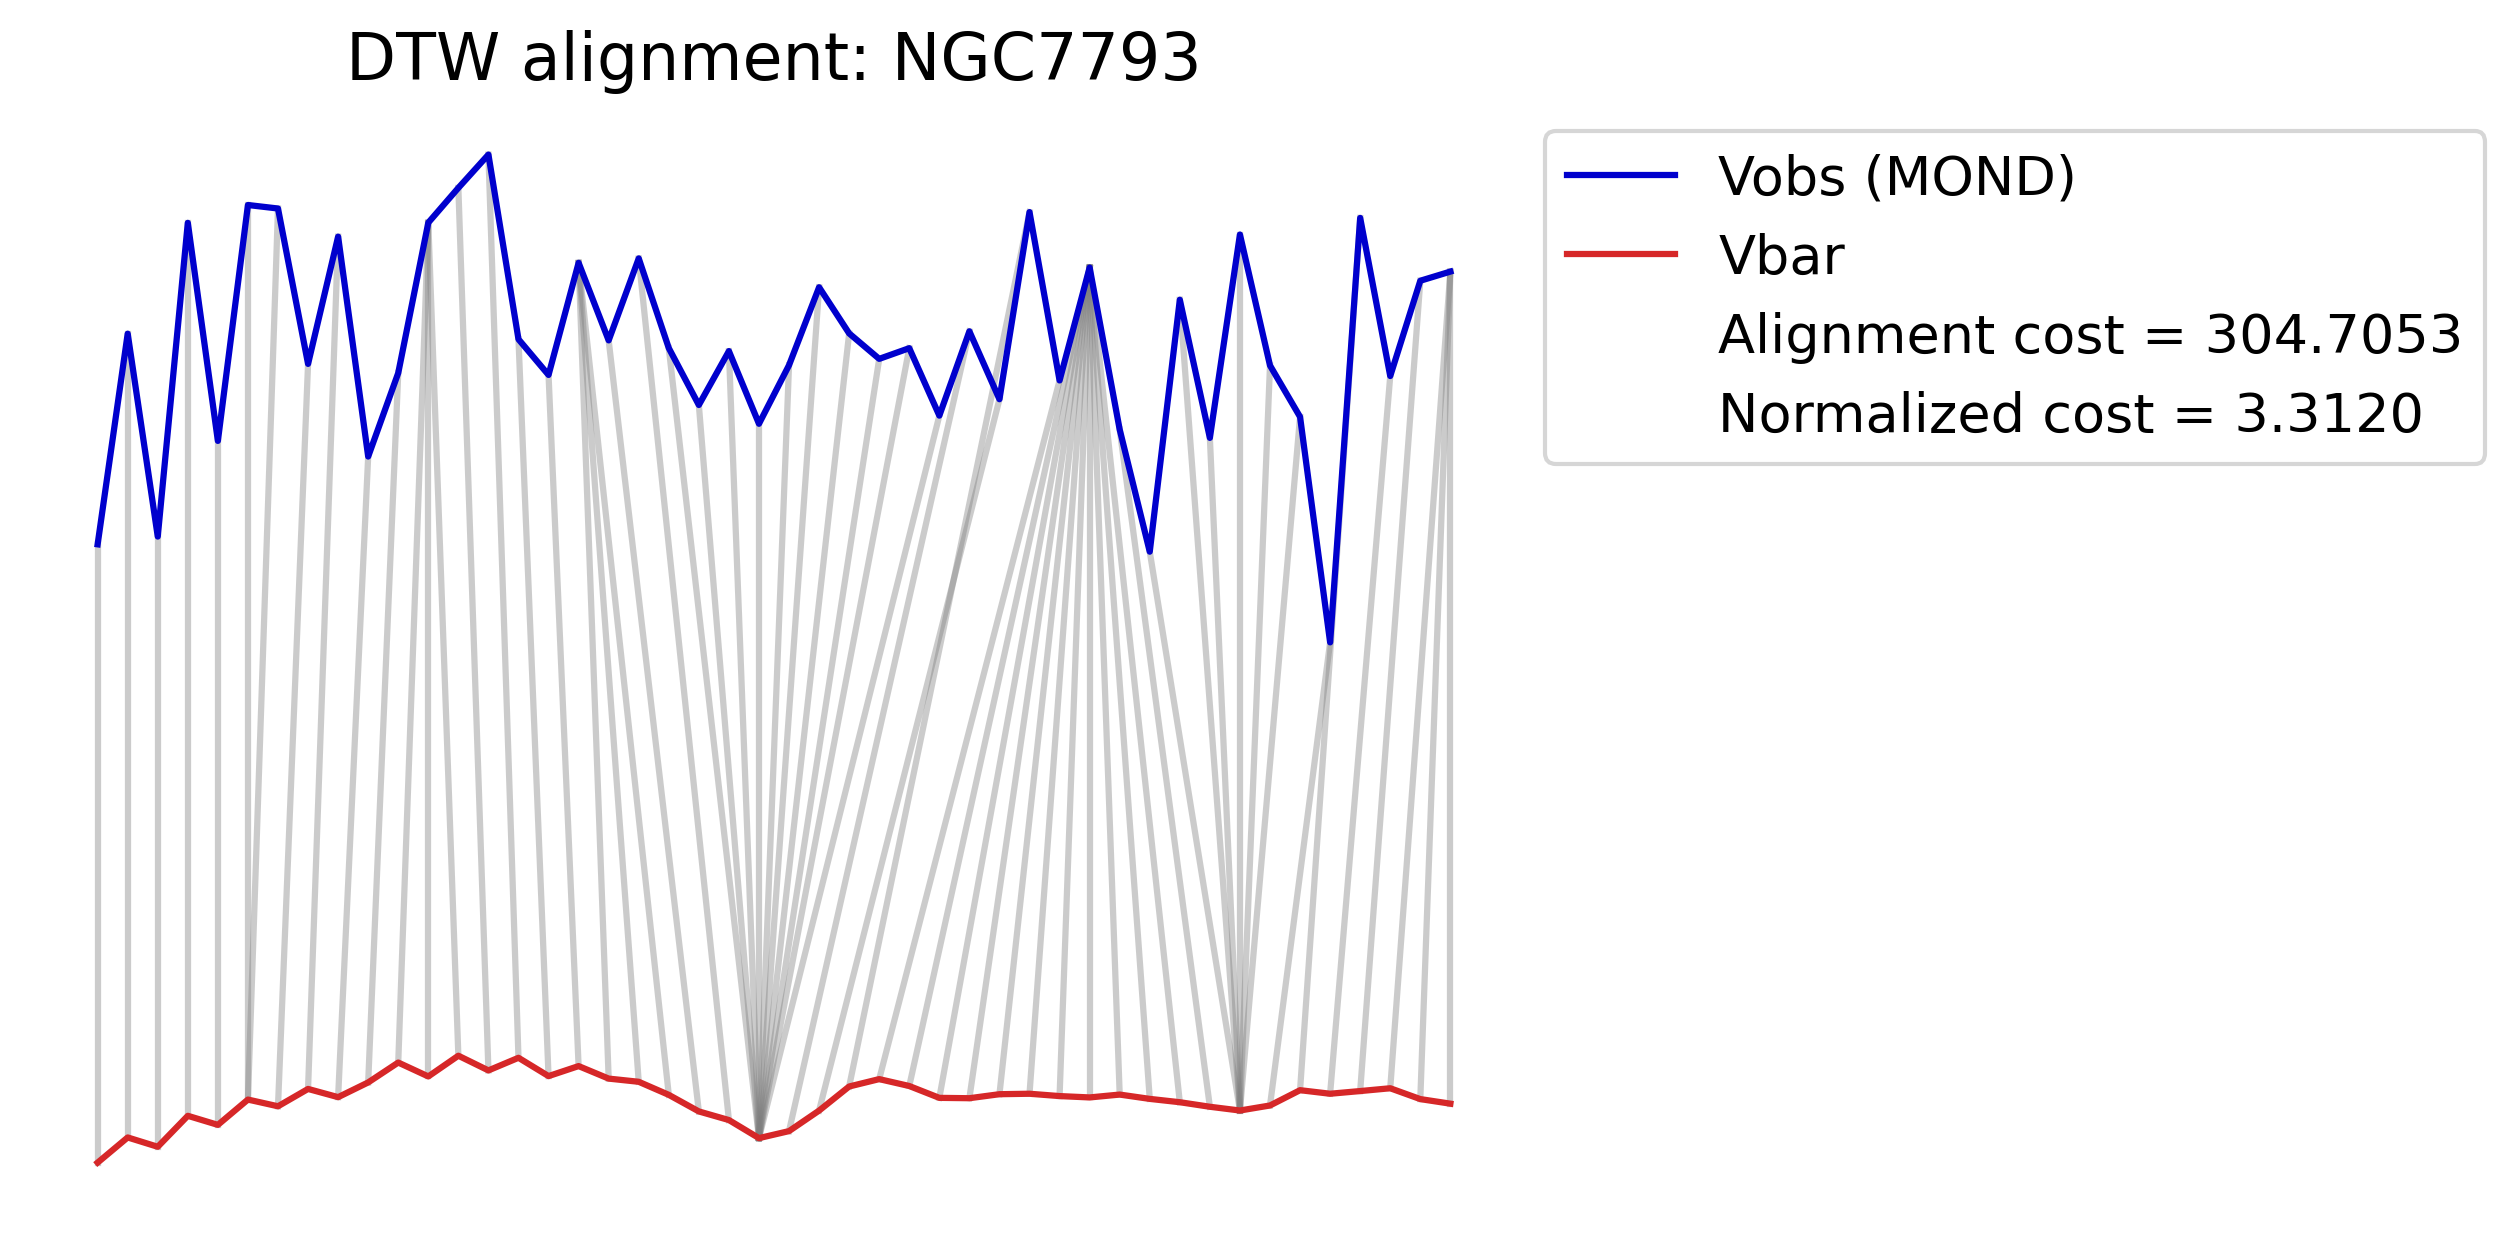 DTW alignment: NGC7793
Vobs (MOND)
Vbar
Alignment cost = 304.7053
Normalized cost = 3.3120